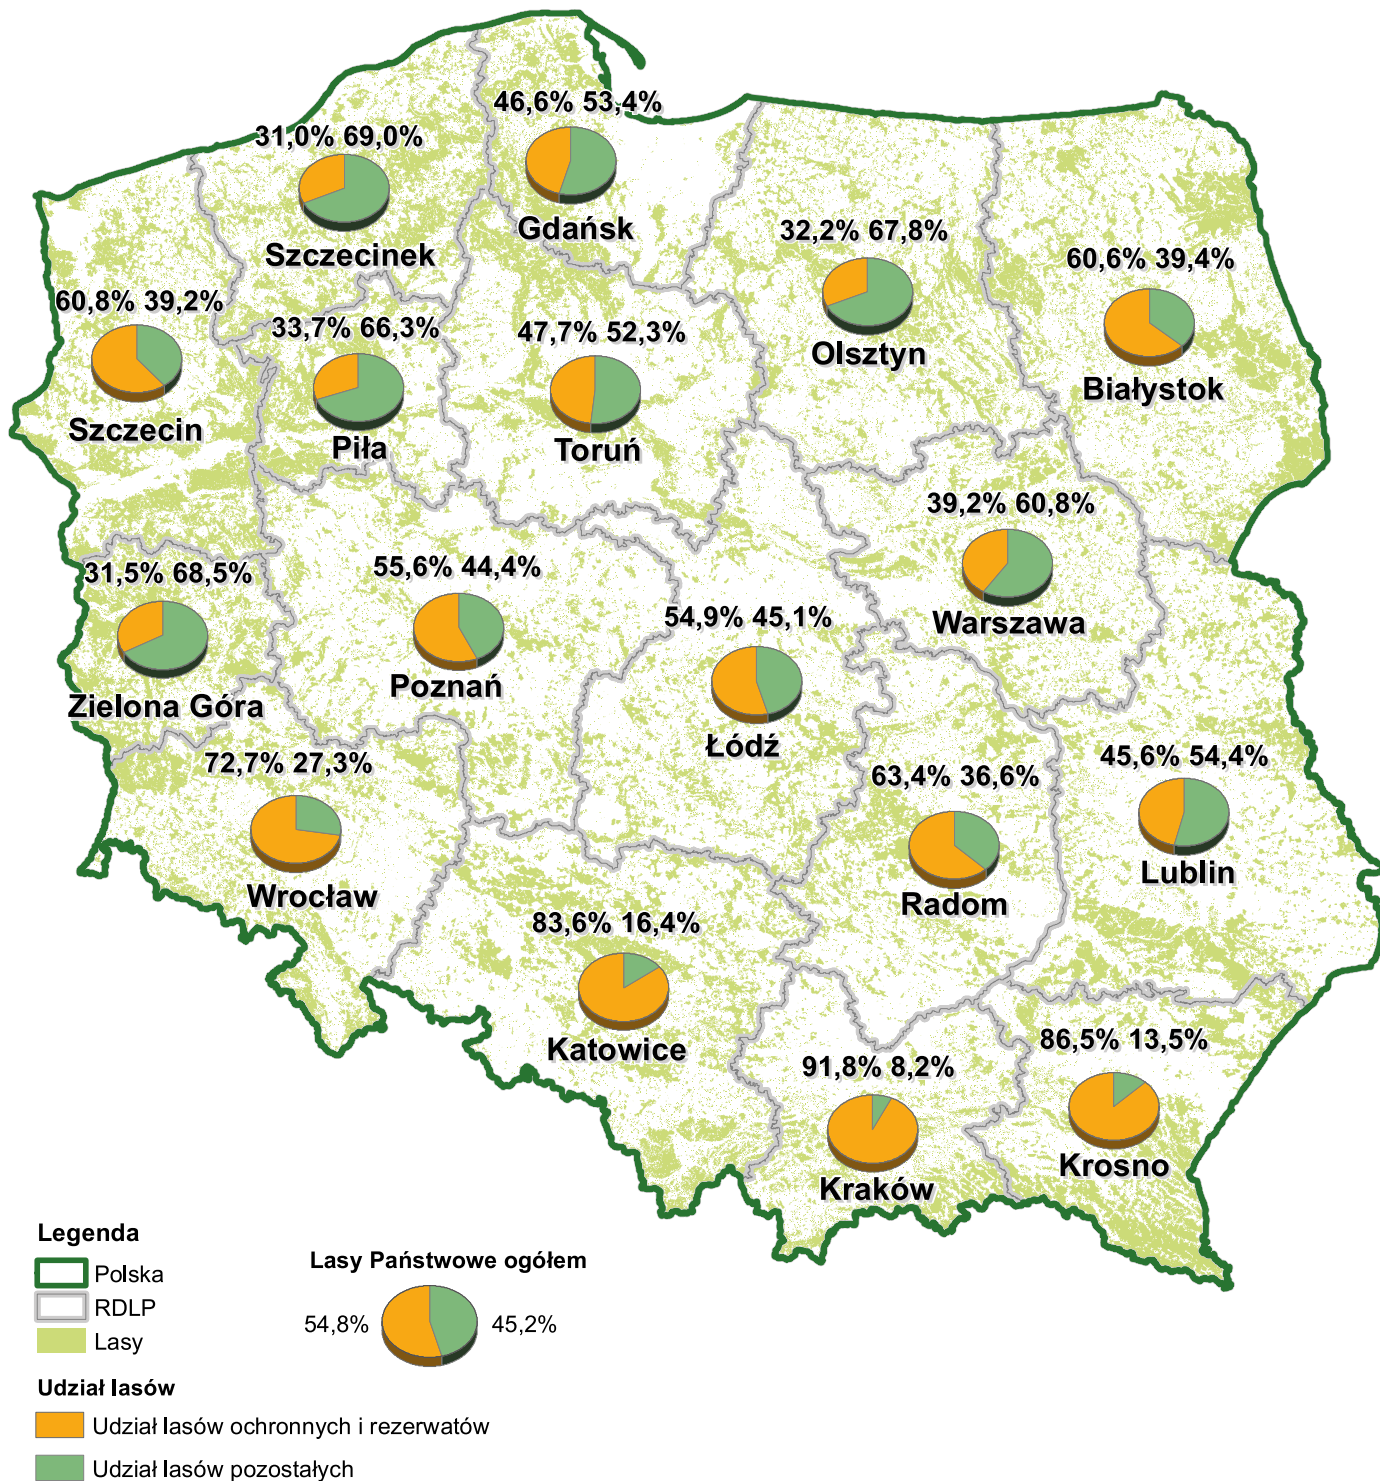 46,6% 53,4%
Gdańsk
31,0% 69,0%
Szczecinek
32,2% 67,8%
Olsztyn
60,6% 39,4%
Białystok
60,8% 39,2%
Szczecin
33,7% 66,3%
Piła
47,7% 52,3%
Toruń
39,2% 60,8%
Warszawa
31,5% 68,5%
Zielona Góra
55,6% 44,4%
Poznań
54,9% 45,1%
Łódź
72,7% 27,3%
Wrocław
63,4% 36,6%
Radom
45,6% 54,4%
Lublin
83,6% 16,4%
Katowice
91,8% 8,2%
Kraków
86,5% 13,5%
Krosno
Legenda
Polska
RDLP
Lasy
Lasy Państwowe ogółem
54,8% 45,2%
Udział lasów
Udział lasów ochronnych i rezerwatów
Udział lasów pozostałych